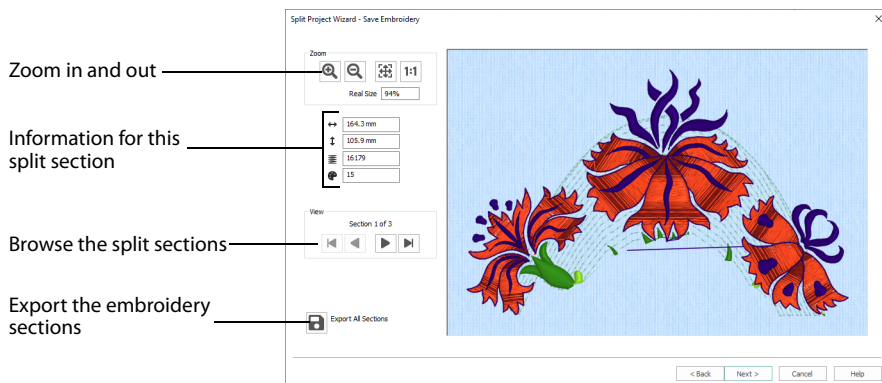 Split Project Wizard - Save Embroidery
Zoom
Zoom in and out
1:1
Real Size 94%
164.3 mm
Information for this
split section
105.9 mm
16179
15
View
Section 1 of 3
Browse the split sections
Export the embroidery
sections
Export All Sections
< Back Next > Cancel Help